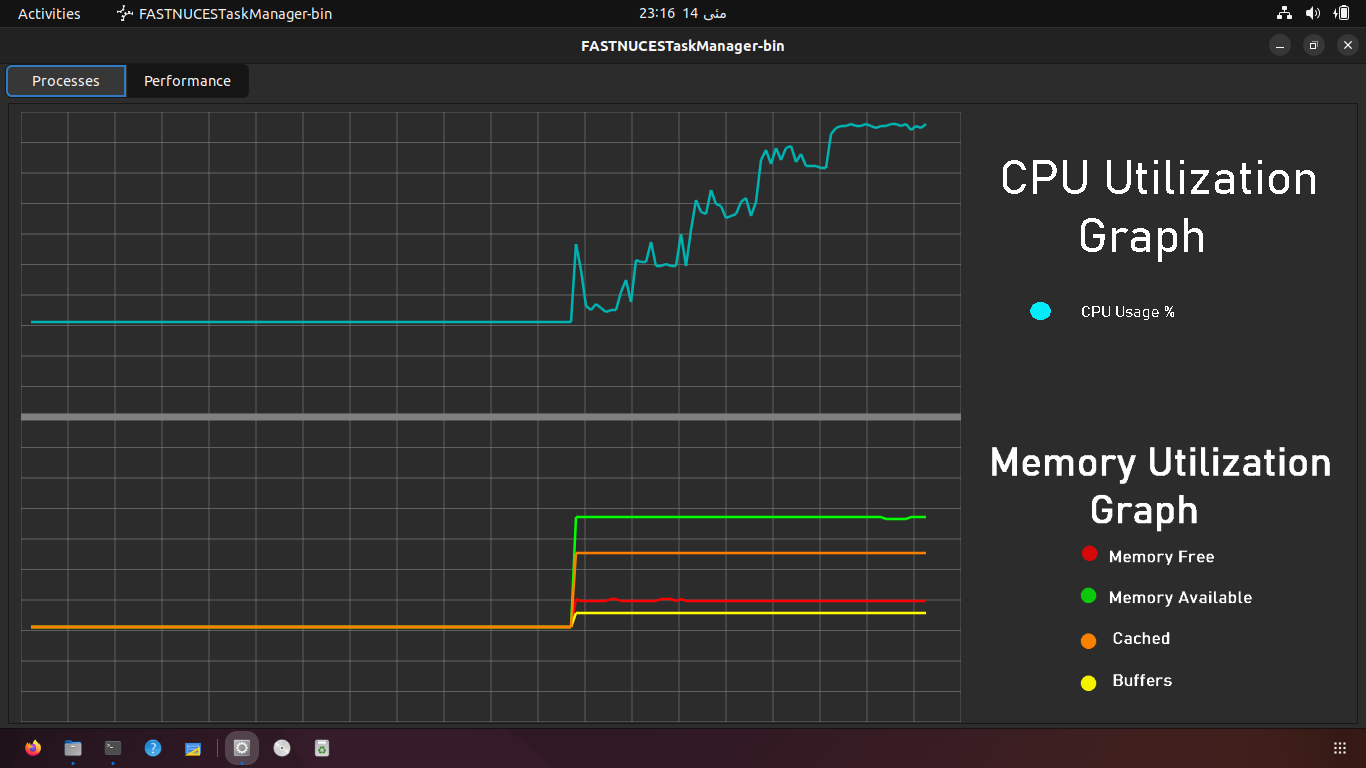 Activities
FASTNUCESTaskManager-bin
23:16 14 مئی
FASTNUCESTaskManager-bin
Processes
Performance
CPU Utilization
Graph
CPU Usage %
Memory Utilization
Graph
Memory Free
Memory Available
Cached
Buffers